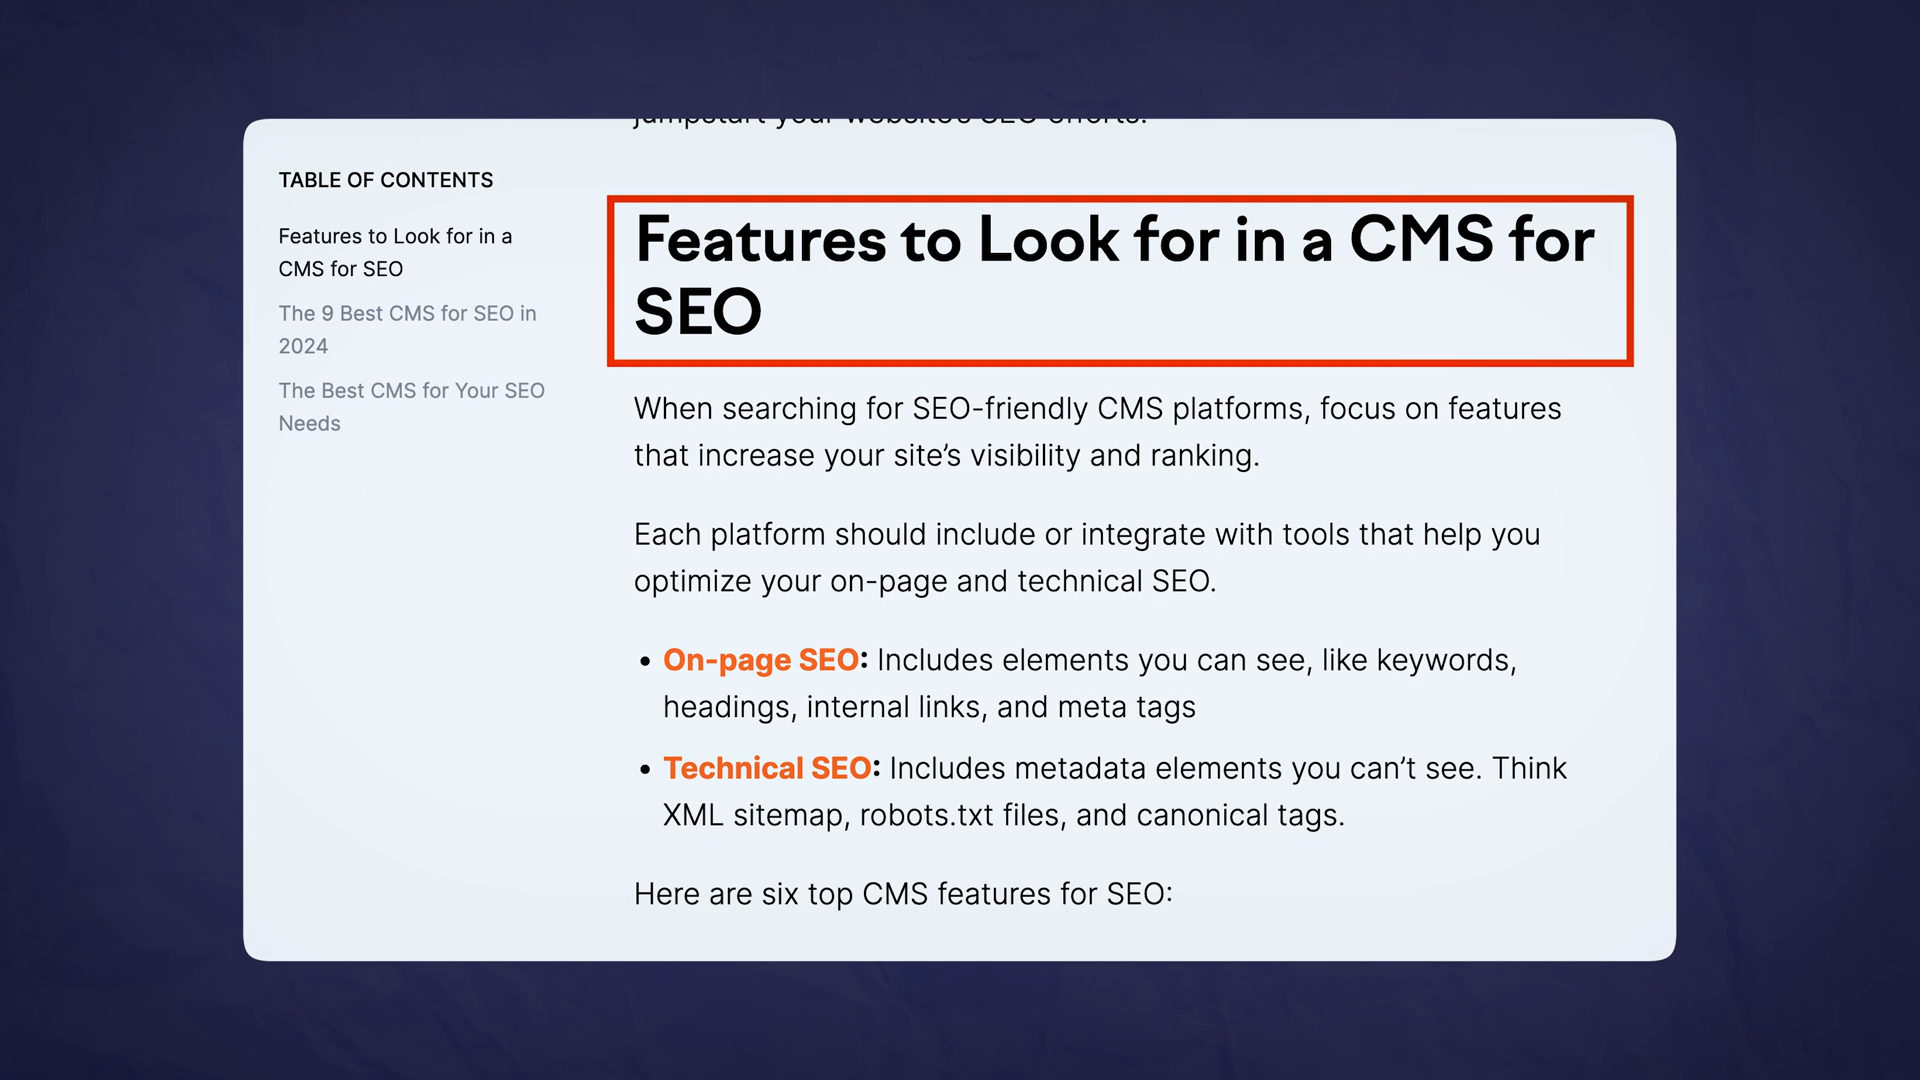 jumpstart your website's SEO efforts.
TABLE OF CONTENTS
Features to Look for in a
CMS for SEO
The 9 Best CMS for SEO in
2024
The Best CMS for Your SEO
Needs
Features to Look for in a CMS for
SEO
When searching for SEO-friendly CMS platforms, focus on features
that increase your site’s visibility and ranking.
Each platform should include or integrate with tools that help you
optimize your on-page and technical SEO.
• On-page SEO: Includes elements you can see, like keywords,
headings, internal links, and meta tags
• Technical SEO: Includes metadata elements you can’t see. Think
XML sitemap, robots.txt files, and canonical tags.
Here are six top CMS features for SEO: